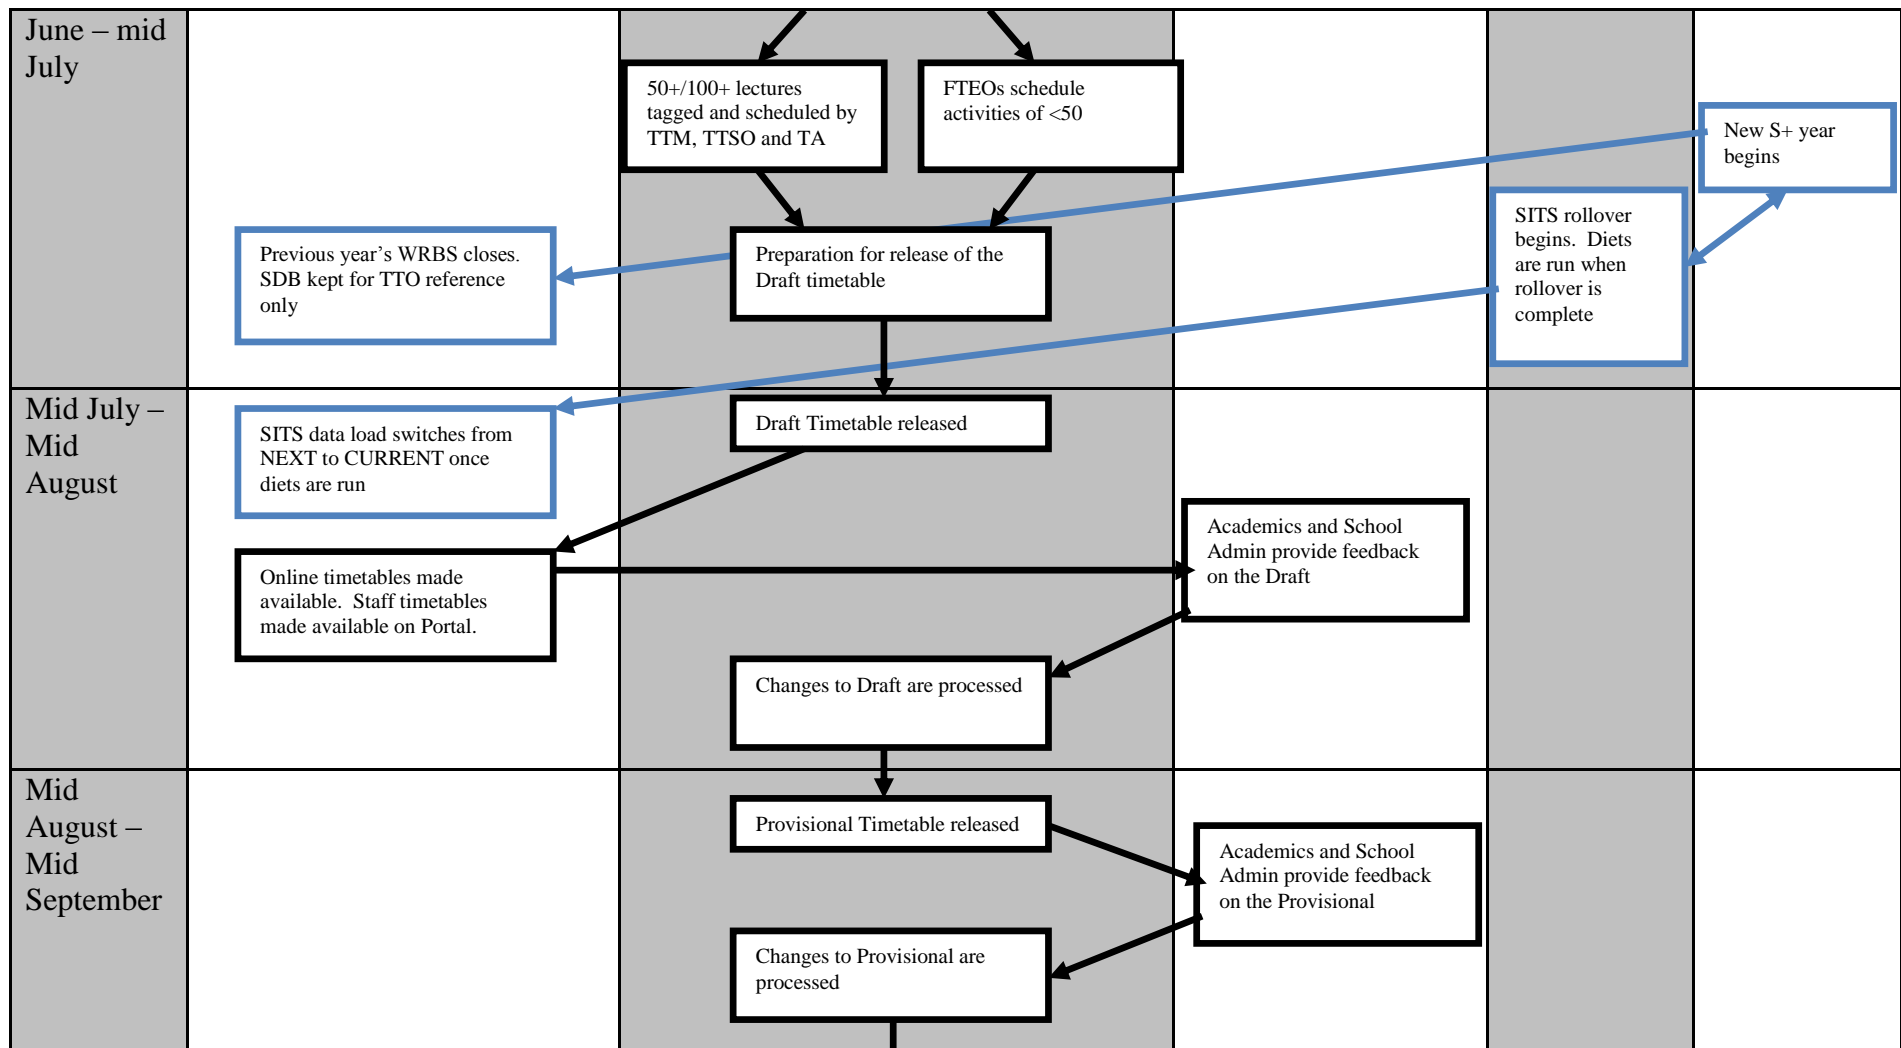 June – mid
July
50+/100+ lectures
tagged and scheduled by
TTM, TTSO and TA
FTEOs schedule
activities of <50
New S+ year
begins
SITS rollover
begins.  Diets
are run when
rollover is
complete
Previous year’s WRBS closes.
SDB kept for TTO reference
only
Preparation for release of the
Draft timetable
Mid July –
Mid
August
SITS data load switches from
NEXT to CURRENT once
diets are run
Draft Timetable released
Academics and School
Admin provide feedback
on the Draft
Online timetables made
available.  Staff timetables
made available on Portal.
Changes to Draft are processed
Mid
August –
Mid
September
Provisional Timetable released
Academics and School
Admin provide feedback
on the Provisional
Changes to Provisional are
processed